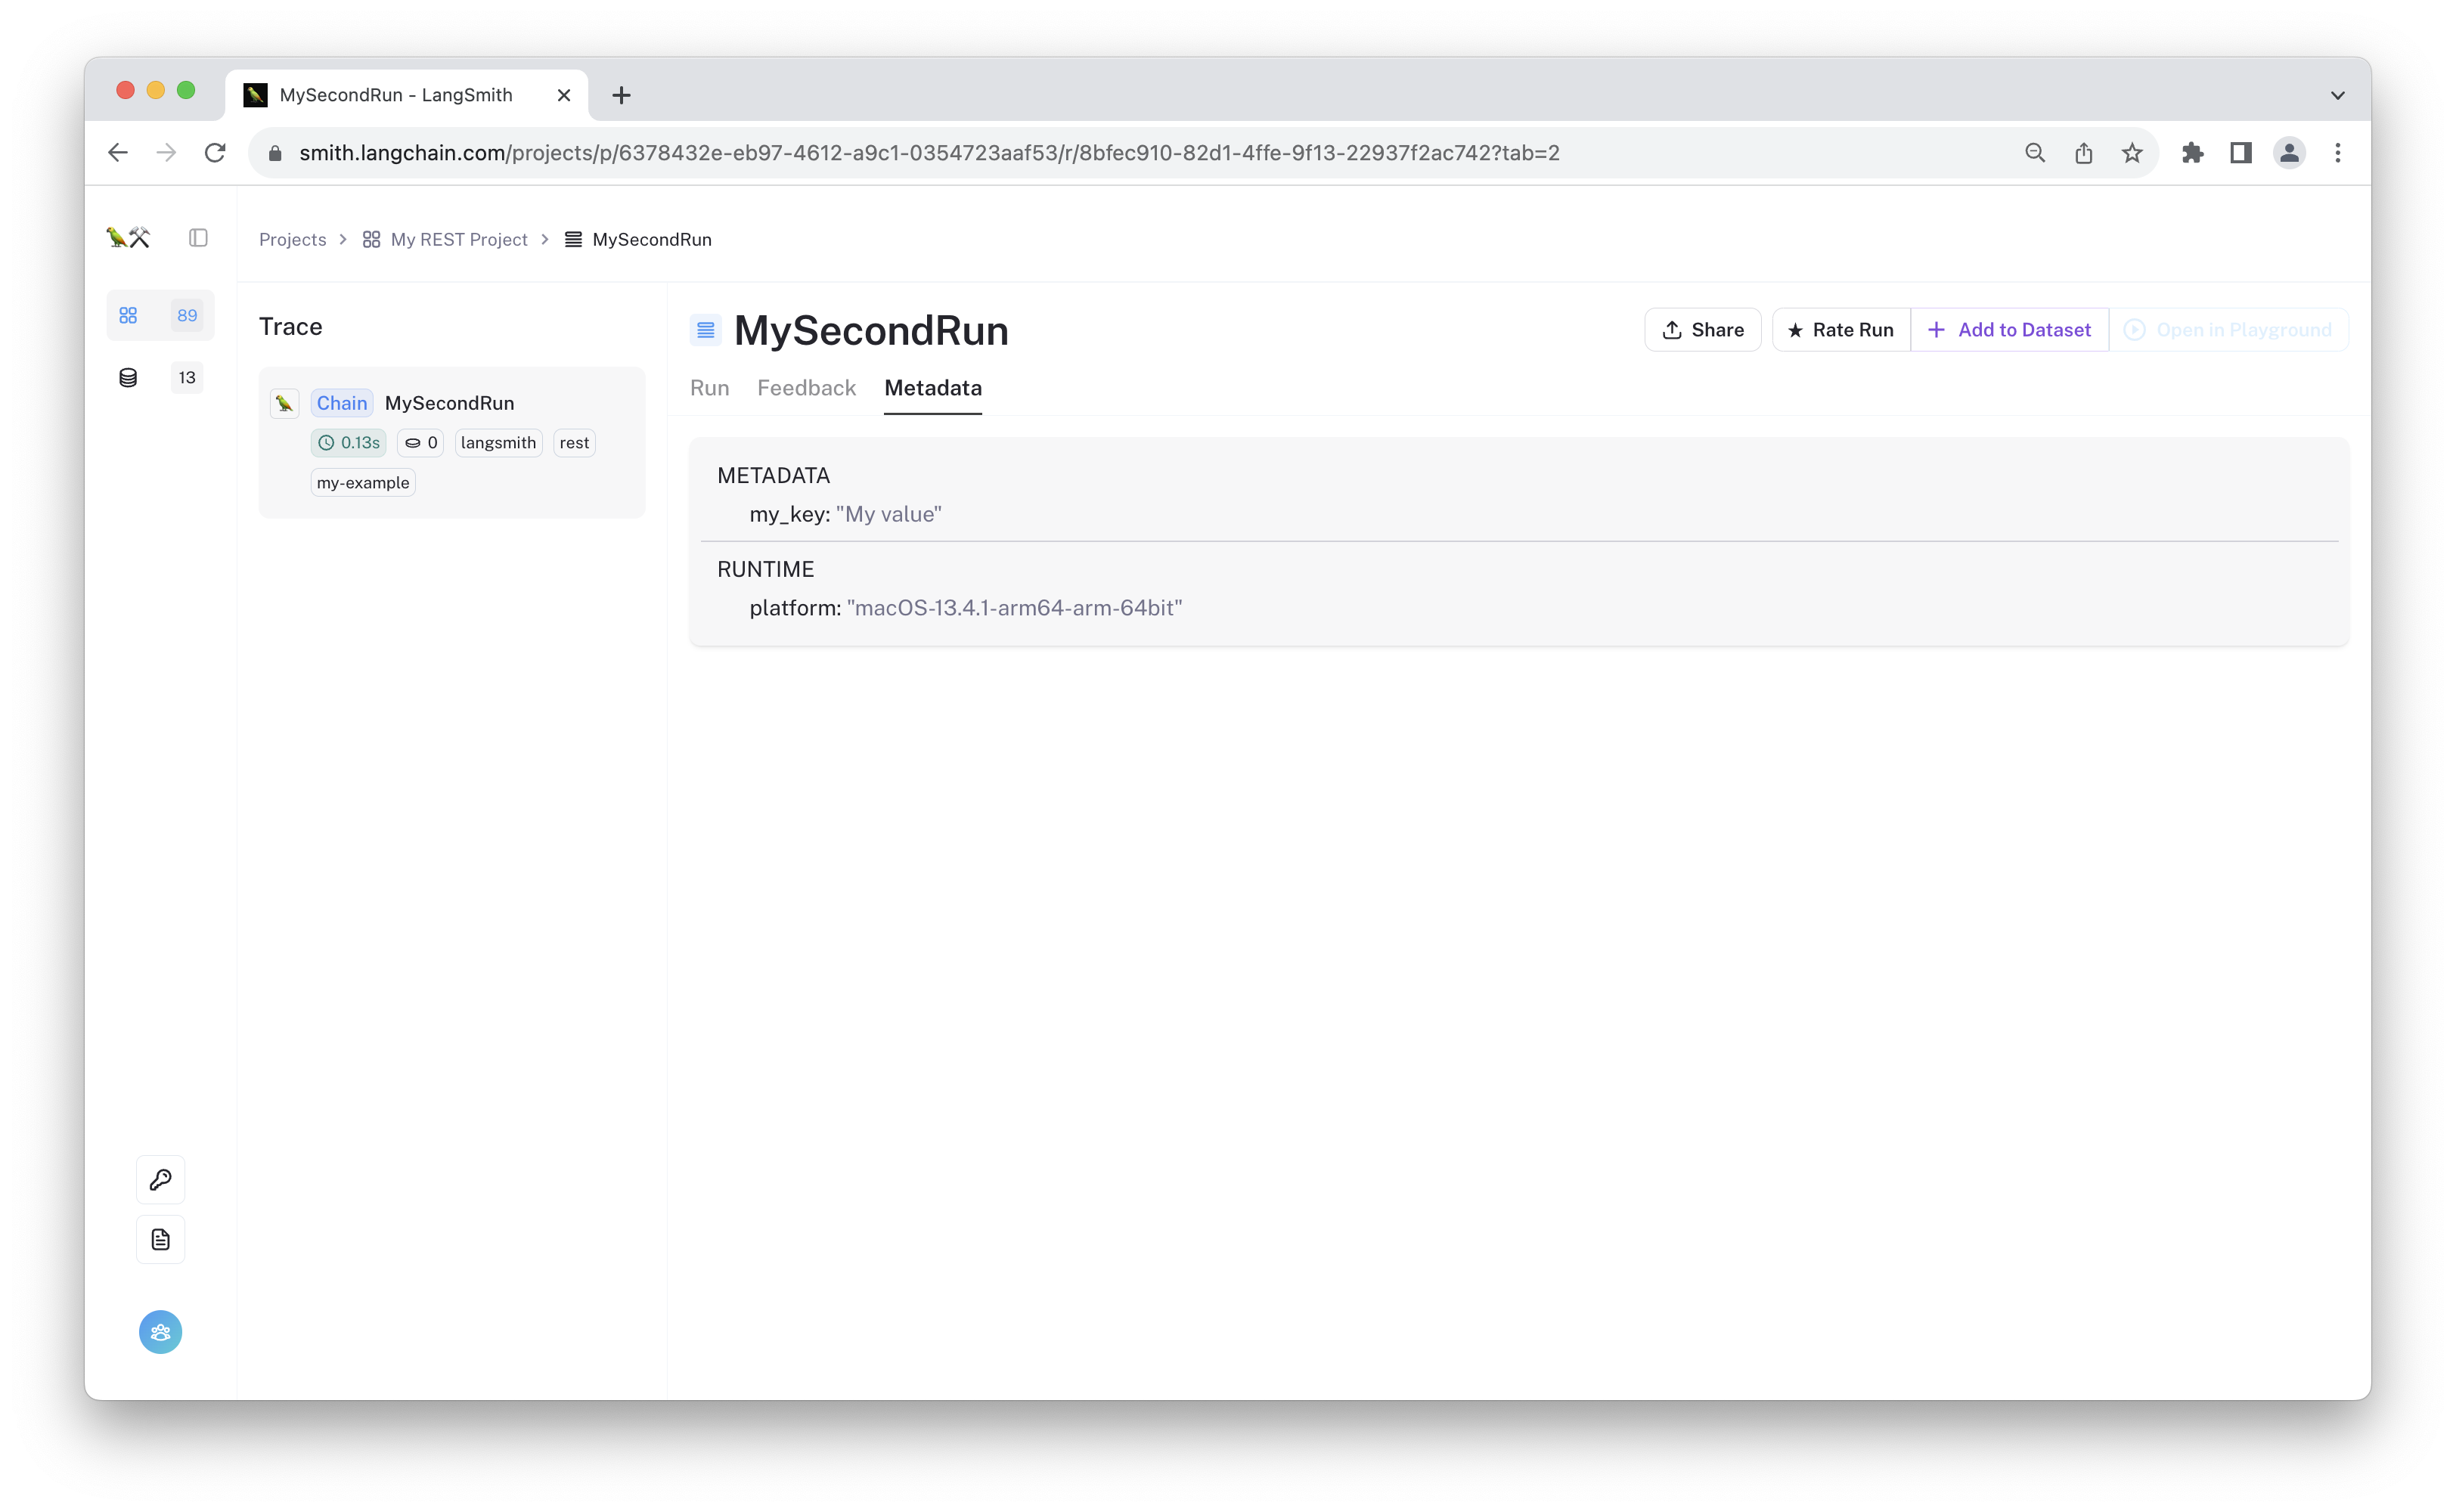 MySecondRun - LangSmith
smith.langchain.com/projects/p/6378432e-eb97-4612-a9c1-0354723aaf53/r/8bfec910-82d1-4ffe-9f13-22937f2ac742?tab=2
Projects > My REST Project > MySecondRun
89
13
Trace
Chain MySecondRun
0.13s 0 langsmith rest
my-example
MySecondRun
Share Rate Run Add to Dataset Open in Playground
Run Feedback Metadata
METADATA
my_key: "My value"
RUNTIME
platform: "macOS-13.4.1-arm64-arm-64bit"